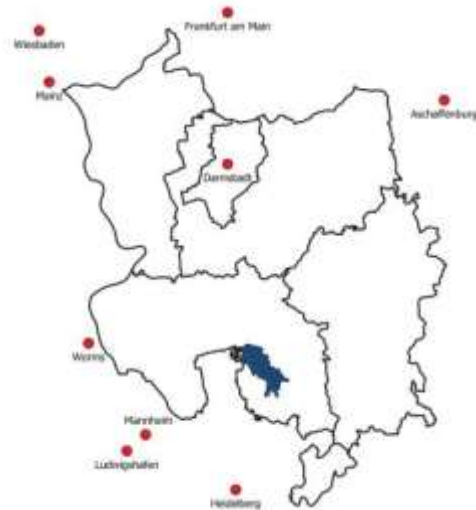 Frankfurt am Main
Wiesbaden
Mainz
Aschaffenburg
Darmstadt
Worms
Mannheim
Ludwigshafen
Heidelberg